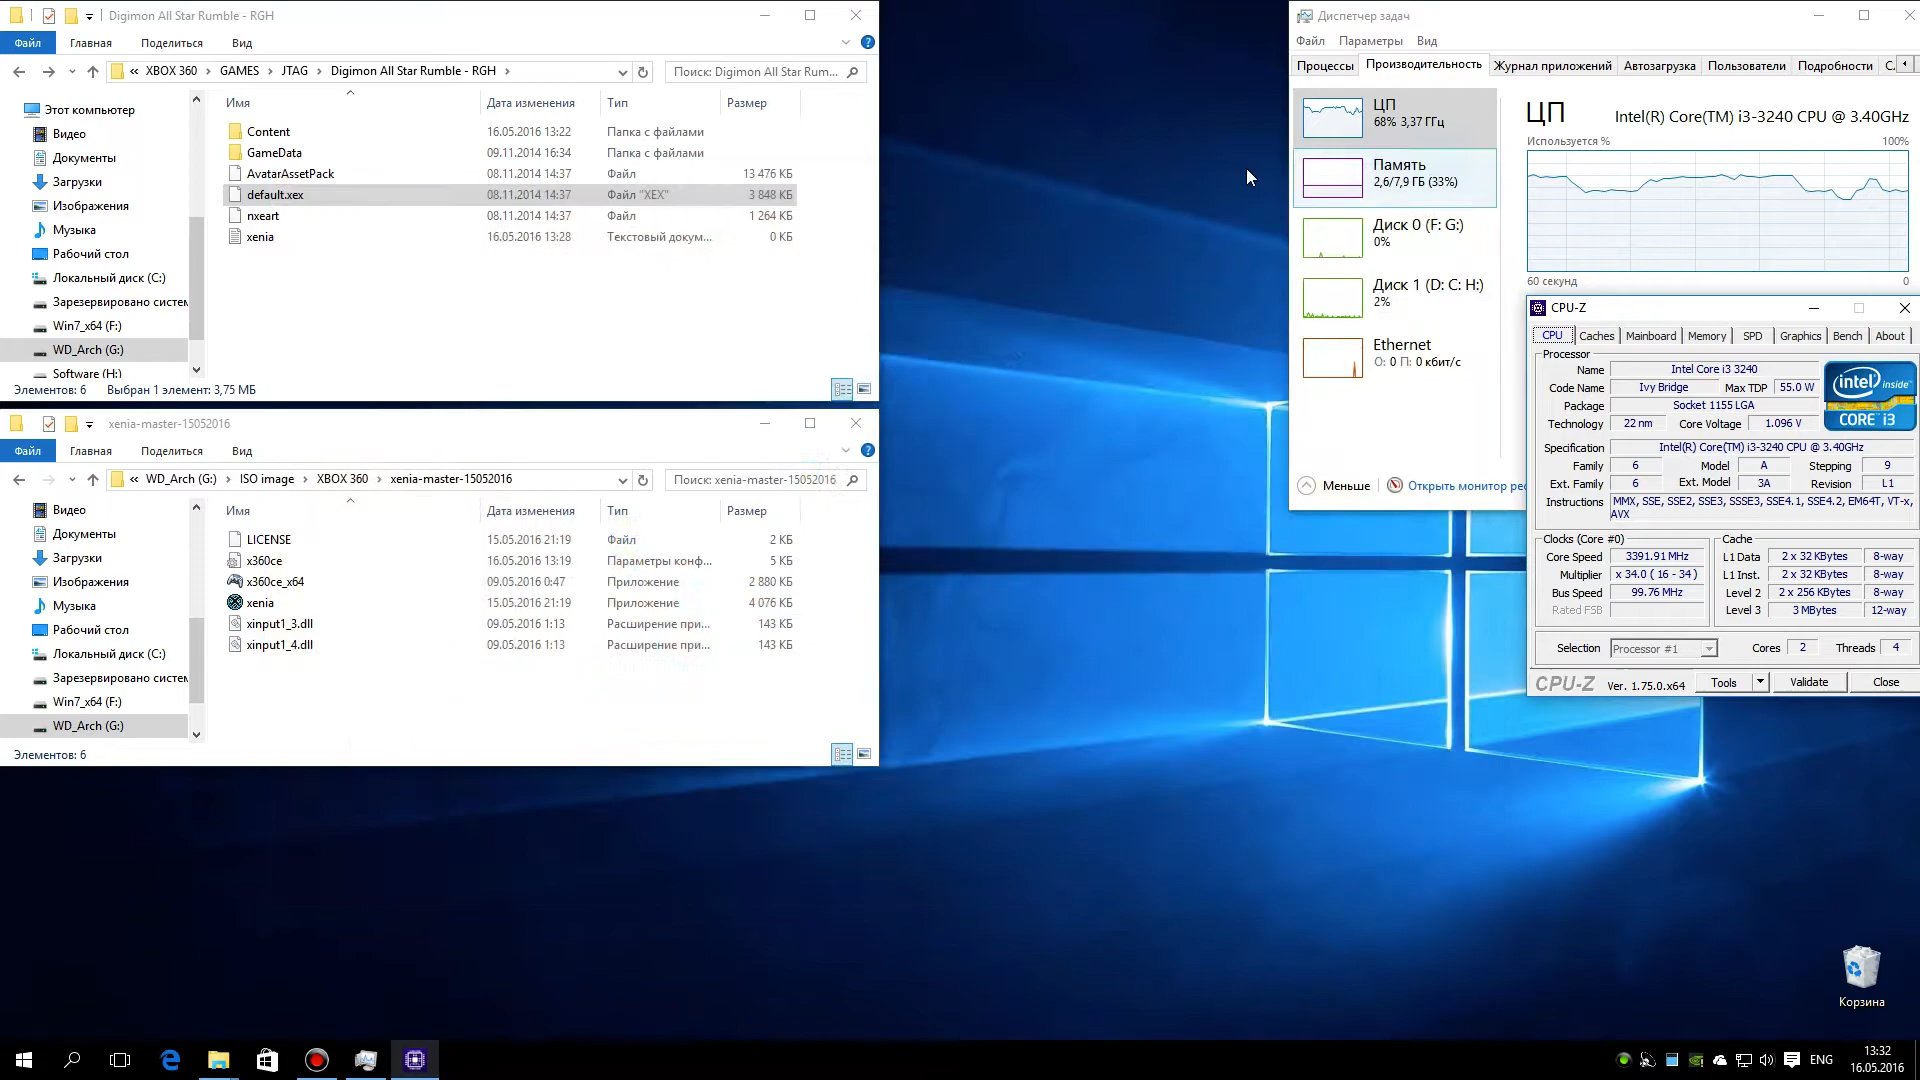 Digimon All Star Rumble - RGH
Файл Главная Поделиться Вид
« XBOX 360 GAMES JTAG Digimon All Star Rumble - RGH
Поиск: Digimon All Star Rum...
Имя Дата изменения Тип Размер
Этот компьютер
Видео
Документы
Загрузки
Изображения
Музыка
Рабочий стол
Локальный диск (C:)
Зарезервировано систем
Win7_x64 (F:)
WD_Arch (G:)
Software (H:)
Content 16.05.2016 13:22 Папка с файлами
GameData 09.11.2014 16:34 Папка с файлами
AvatarAssetPack 08.11.2014 14:37 Файл 13 476 КБ
default.xex 08.11.2014 14:37 Файл "XEX" 3 848 КБ
nxeart 08.11.2014 14:37 Файл 1 264 КБ
xenia 16.05.2016 13:28 Текстовый докум... 0 КБ
Элементов: 6 Выбран 1 элемент: 3,75 МБ
xenia-master-15052016
Файл Главная Поделиться Вид
« WD_Arch (G:) ISO image XBOX 360 xenia-master-15052016
Поиск: xenia-master-15052016
Имя Дата изменения Тип Размер
Видео
Документы
Загрузки
Изображения
Музыка
Рабочий стол
Локальный диск (C:)
Зарезервировано систем
Win7_x64 (F:)
WD_Arch (G:)
LICENSE 15.05.2016 21:19 Файл 2 КБ
x360ce 16.05.2016 13:19 Параметры конф... 5 КБ
x360ce_x64 09.05.2016 0:47 Приложение 2 880 КБ
xenia 15.05.2016 21:19 Приложение 4 076 КБ
xinput1_3.dll 09.05.2016 1:13 Расширение при... 143 КБ
xinput1_4.dll 09.05.2016 1:13 Расширение при... 143 КБ
Элементов: 6
Диспетчер задач
Файл Параметры Вид
Процессы Производительность Журнал приложений Автозагрузка Пользователи Подробности
ЦП
68% 3,37 ГГц
Память
2,6/7,9 ГБ (33%)
Диск 0 (F: G:)
0%
Диск 1 (D: C: H:)
2%
Ethernet
О: 0 П: 0 кбит/с
ЦП Intel(R) Core(TM) i3-3240 CPU @ 3.40GHz
Используется % 100%
60 секунд 0
Меньше Открыть монитор рес
CPU-Z
CPU Caches Mainboard Memory SPD Graphics Bench About
Processor
Name Intel Core i3 3240
Code Name Ivy Bridge Max TDP 55.0 W
Package Socket 1155 LGA
Technology 22 nm Core Voltage 1.096 V
intel inside
CORE i3
Specification Intel(R) Core(TM) i3-3240 CPU @ 3.40GHz
Family 6 Model A Stepping 9
Ext. Family 6 Ext. Model 3A Revision L1
Instructions MMX, SSE, SSE2, SSE3, SSSE3, SSE4.1, SSE4.2, EM64T, VT-x,
AVX
Clocks (Core #0)
Core Speed 3391.91 MHz
Multiplier x 34.0 ( 16 - 34 )
Bus Speed 99.76 MHz
Rated FSB
Cache
L1 Data 2 x 32 KBytes 8-way
L1 Inst. 2 x 32 KBytes 8-way
Level 2 2 x 256 KBytes 8-way
Level 3 3 MBytes 12-way
Selection Processor #1 Cores 2 Threads 4
CPU-Z Ver. 1.75.0.x64 Tools Validate Close
Корзина
ENG
13:32
16.05.2016